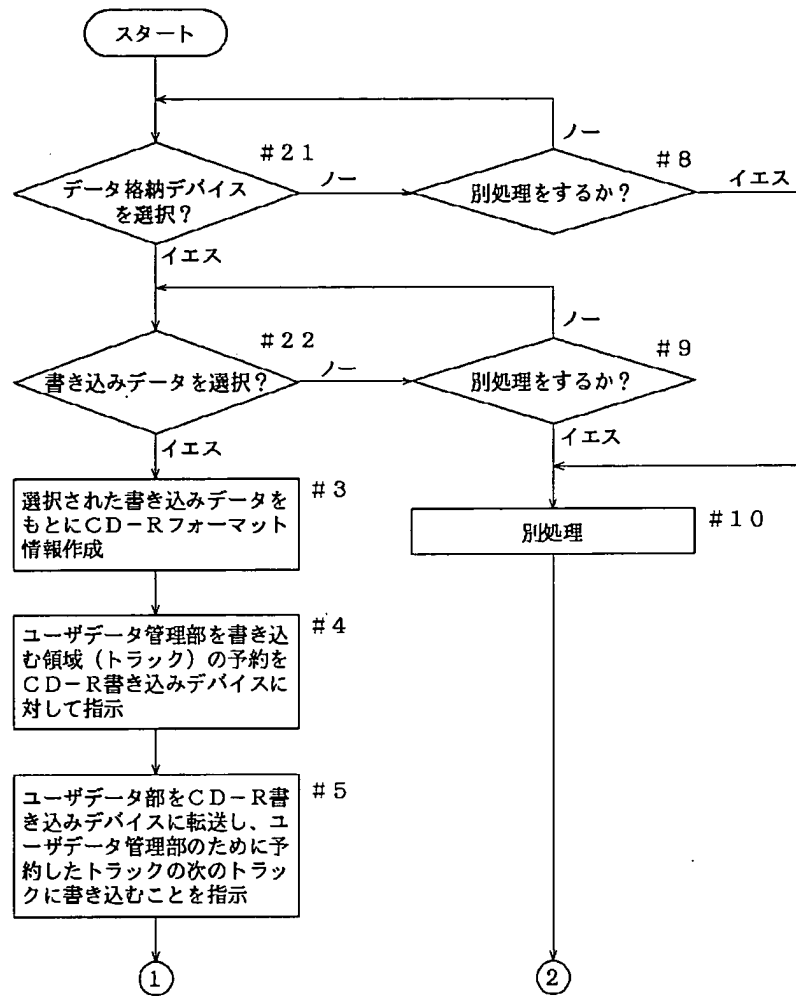 スタート
ノー
#21
#8
データ格納デバイス
を選択？
ノー
別処理をするか？
イエス
イエス
ノー
#22
#9
書き込みデータを選択？
ノー
別処理をするか？
イエス
イエス
選択された書き込みデータを
もとにCD－Rフォーマット
情報作成
#3
別処理
#10
ユーザデータ管理部を書き込
む領域（トラック）の予約を
CD－R書き込みデバイスに
対して指示
#4
ユーザデータ部をCD－R書
き込みデバイスに転送し、ユ
ーザデータ管理部のために予
約したトラックの次のトラッ
クに書き込むことを指示
#5
①
②